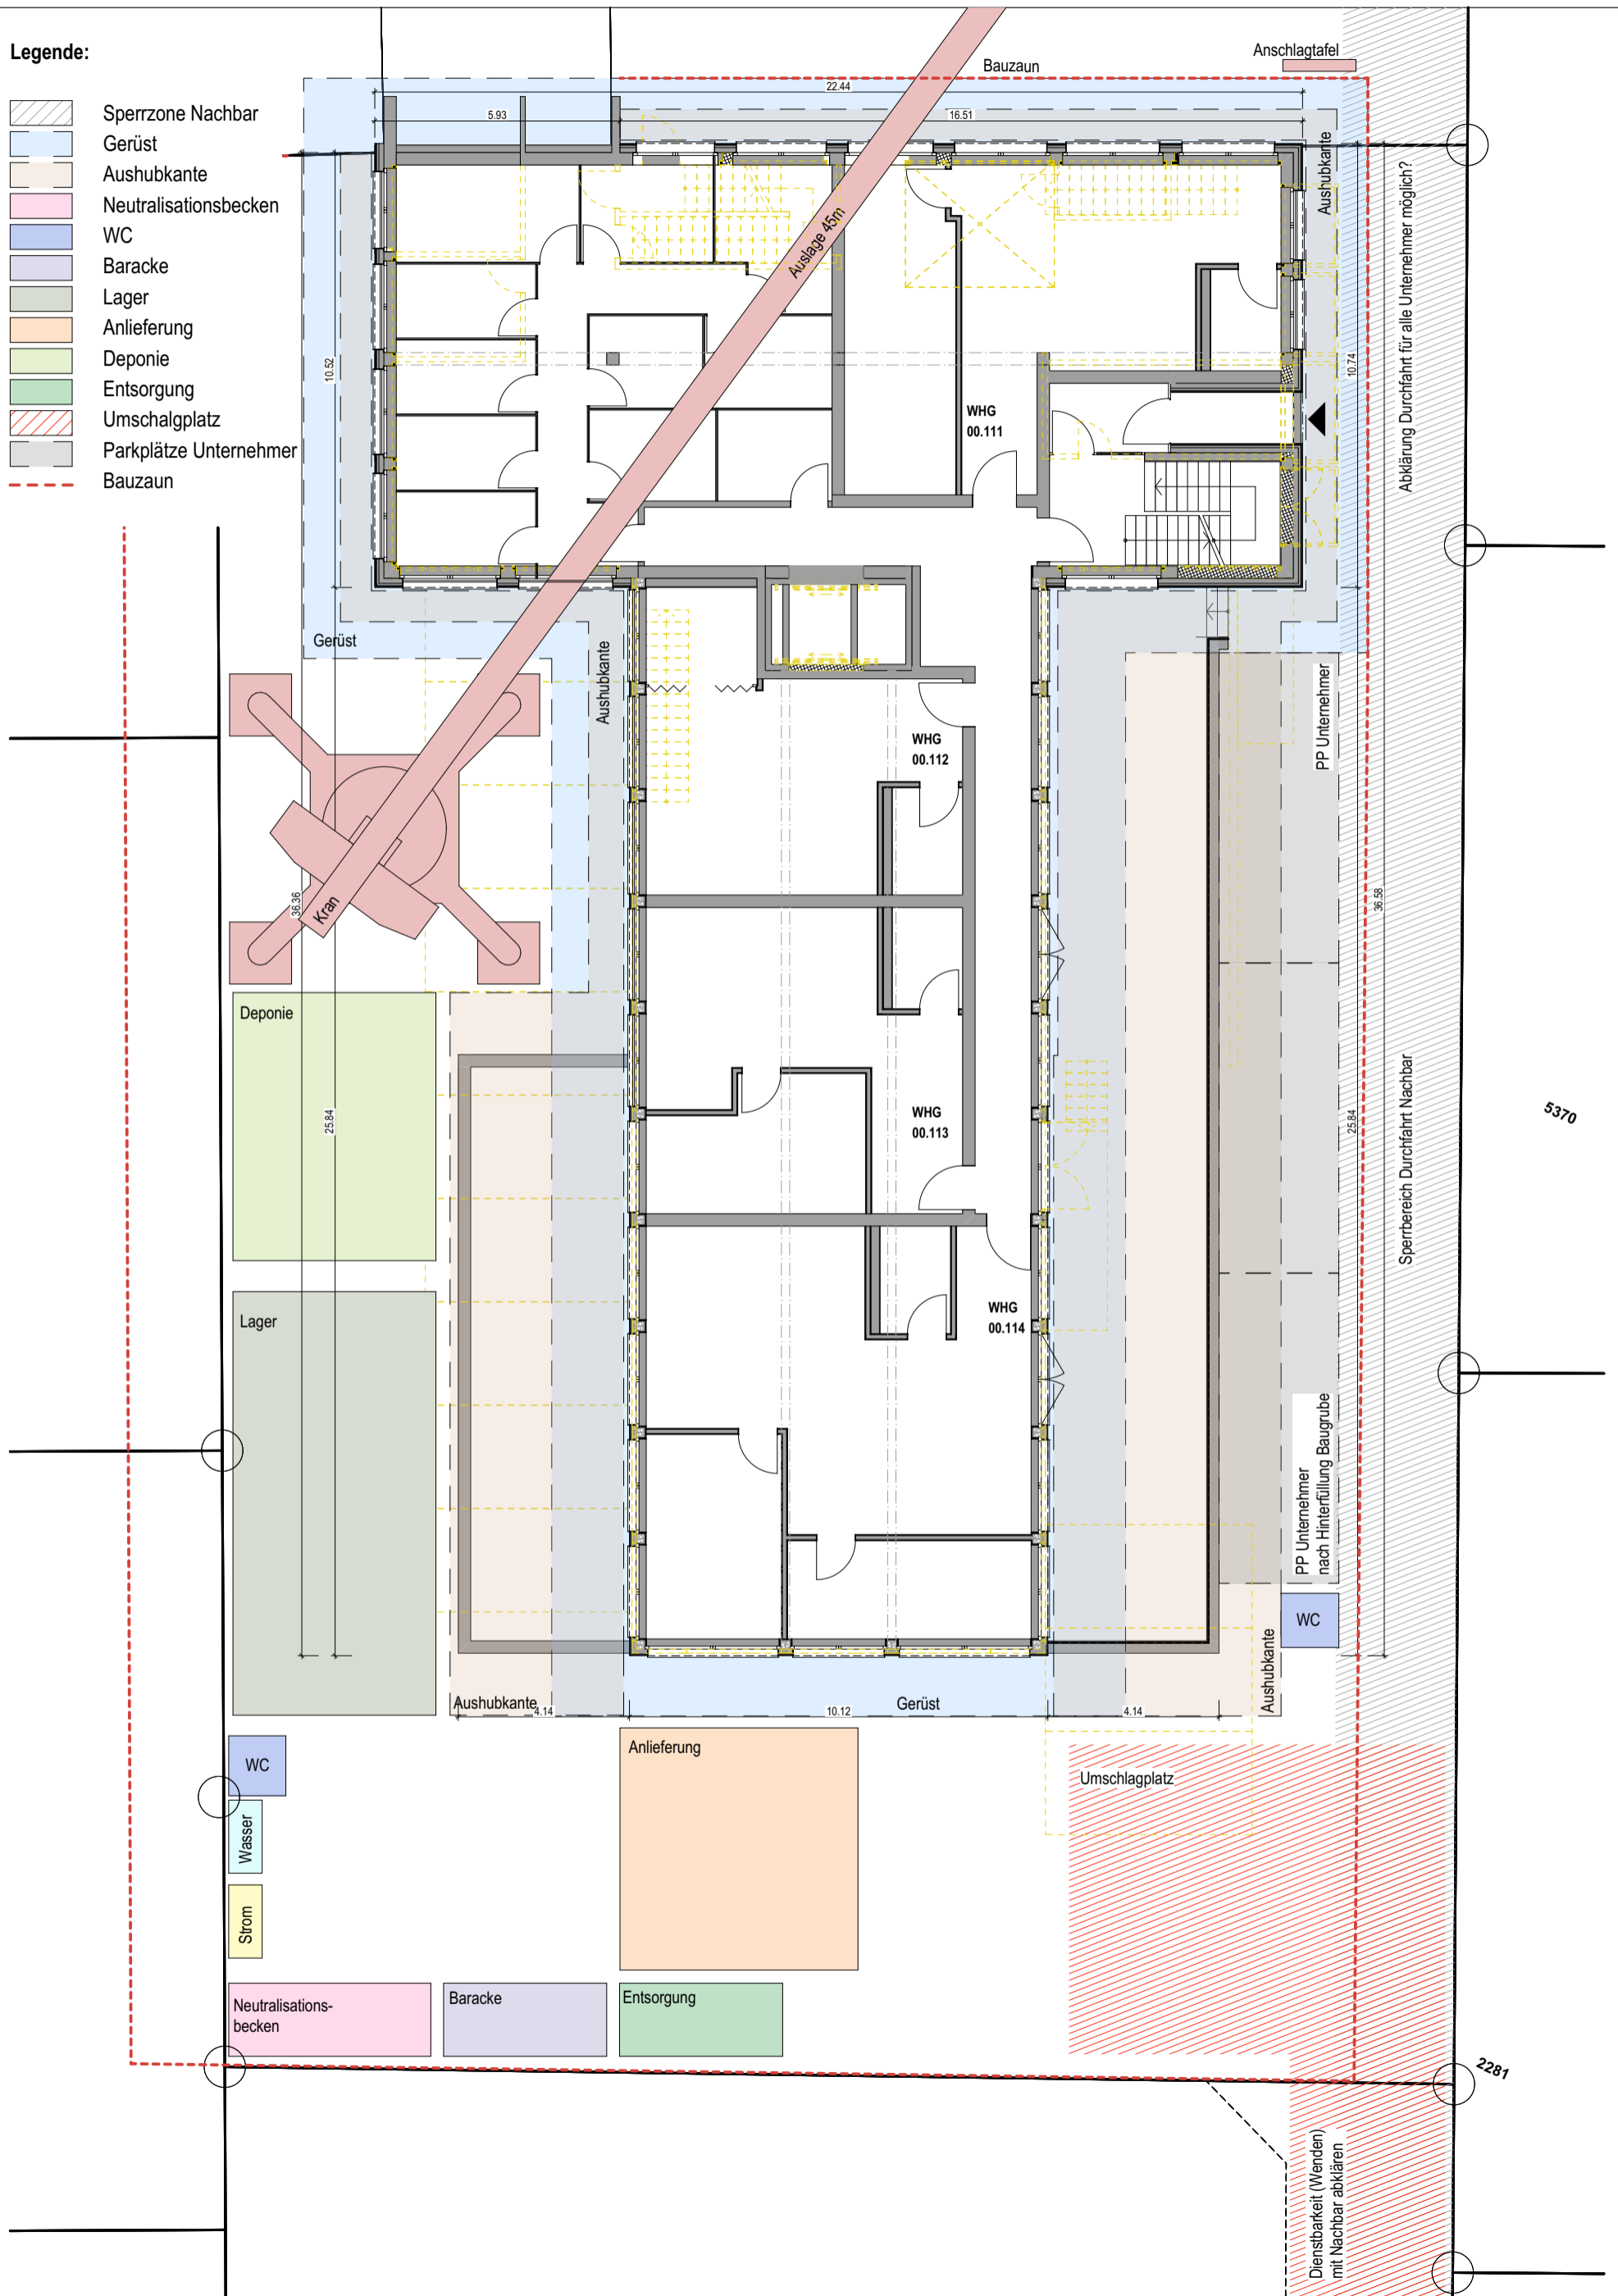 Legende:
Sperrzone Nachbar
Gerüst
Aushubkante
Neutralisationsbecken
WC
Baracke
Lager
Anlieferung
Deponie
Entsorgung
Umschalgplatz
Parkplätze Unternehmer
Bauzaun
Bauzaun
Anschlagtafel
22.44
5.93
16.51
Aushubkante
Abklärung Durchfahrt für alle Unternehmer möglich?
Auslage 45m
10.52
10.74
WHG
00.111
Gerüst
Aushubkante
PP Unternehmer
WHG
00.112
Kran
36.36
36.58
Deponie
25.84
25.84
Sperrbereich Durchfahrt Nachbar
5370
WHG
00.113
Lager
WHG
00.114
PP Unternehmer
nach Hinterfüllung Baugrube
WC
Aushubkante
Aushubkante
4.14
10.12
Gerüst
4.14
WC
Anlieferung
Umschlagplatz
Wasser
Strom
Neutralisations-
becken
Baracke
Entsorgung
2281
Dienstbarkeit (Wenden)
mit Nachbar abklären